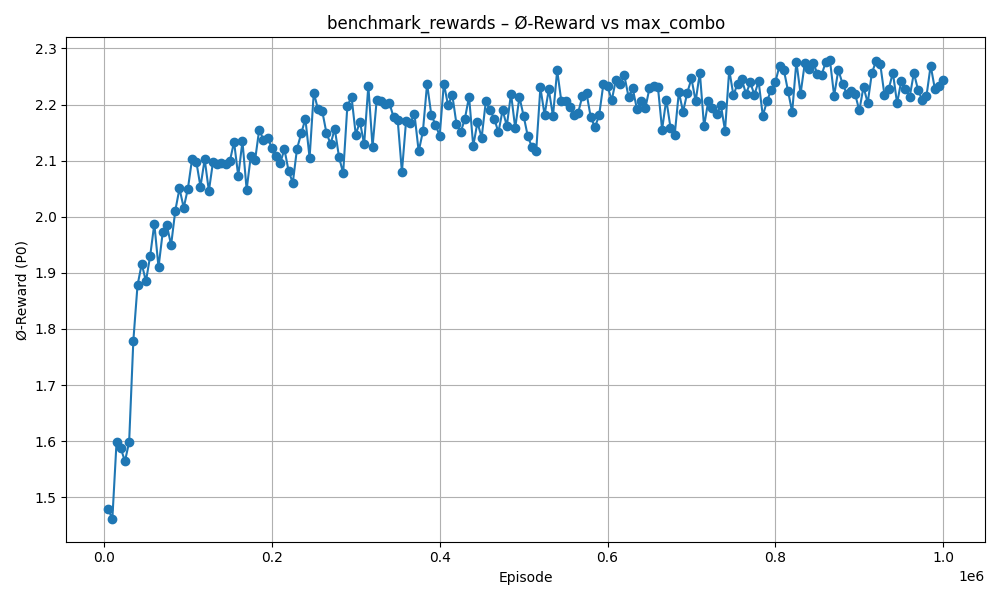 benchmark_rewards – Ø-Reward vs max_combo
Ø-Reward (P0)
2.3
2.2
2.1
2.0
1.9
1.8
1.7
1.6
1.5
0.0 0.2 0.4 0.6 0.8 1.0
1e6
Episode